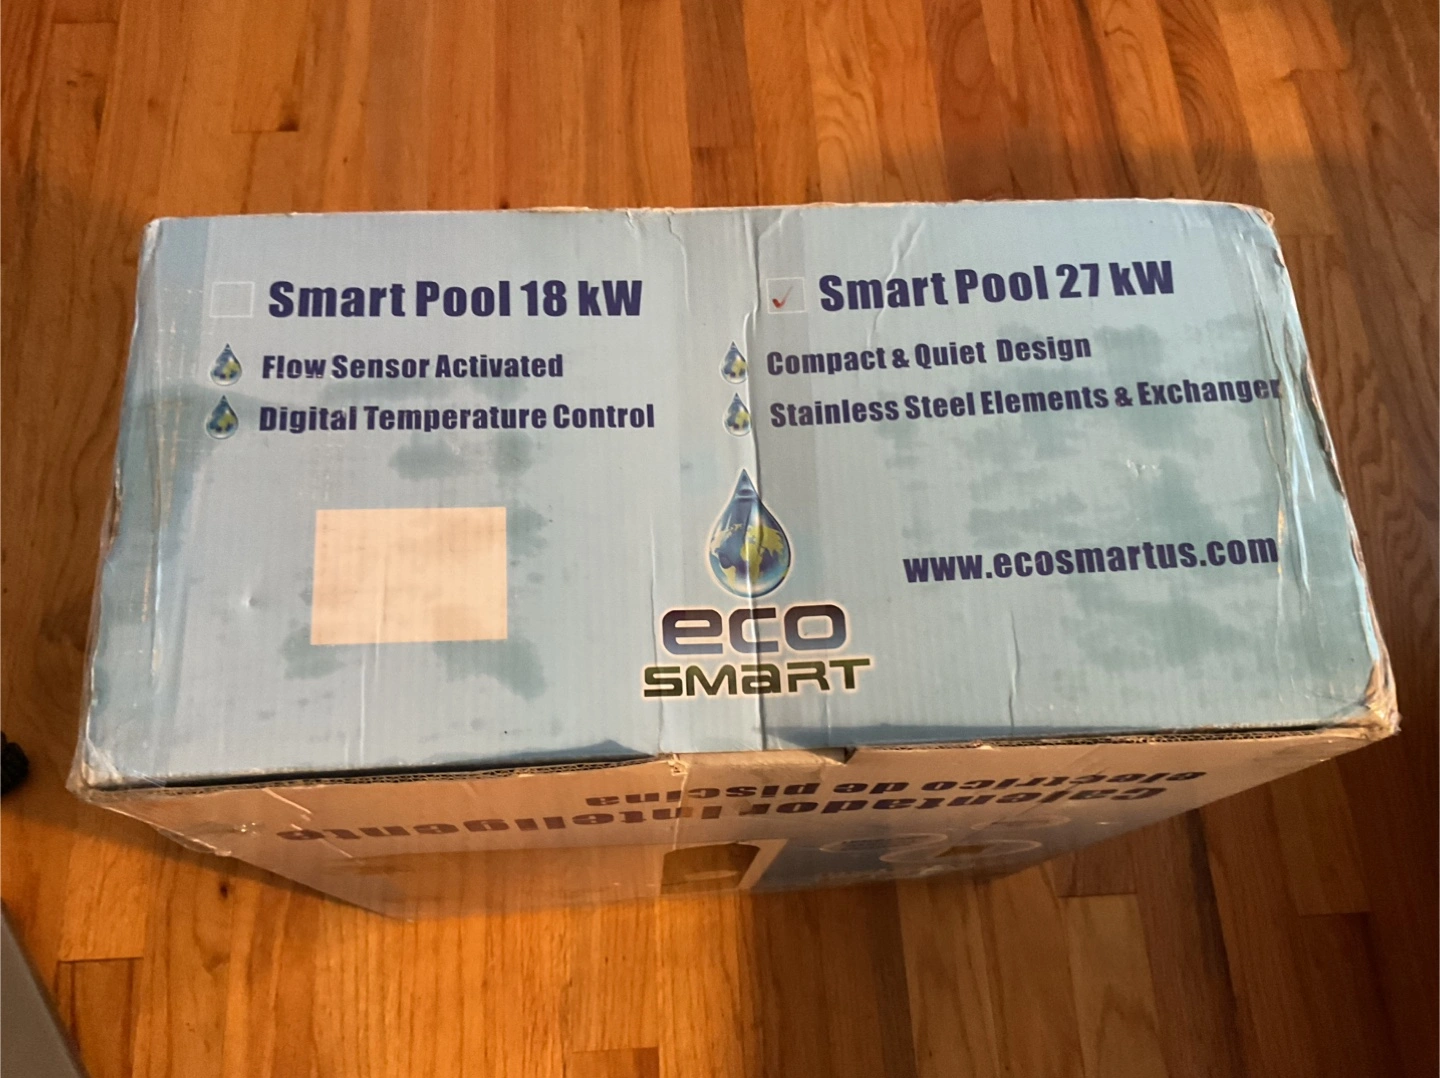 Smart Pool 18 kW
Flow Sensor Activated
Digital Temperature Control
Smart Pool 27 kW
Compact & Quiet Design
Stainless Steel Elements & Exchanger
www.ecosmartus.com
eco
SMaRT
Calentador Inteligente
eléctrico de piscina